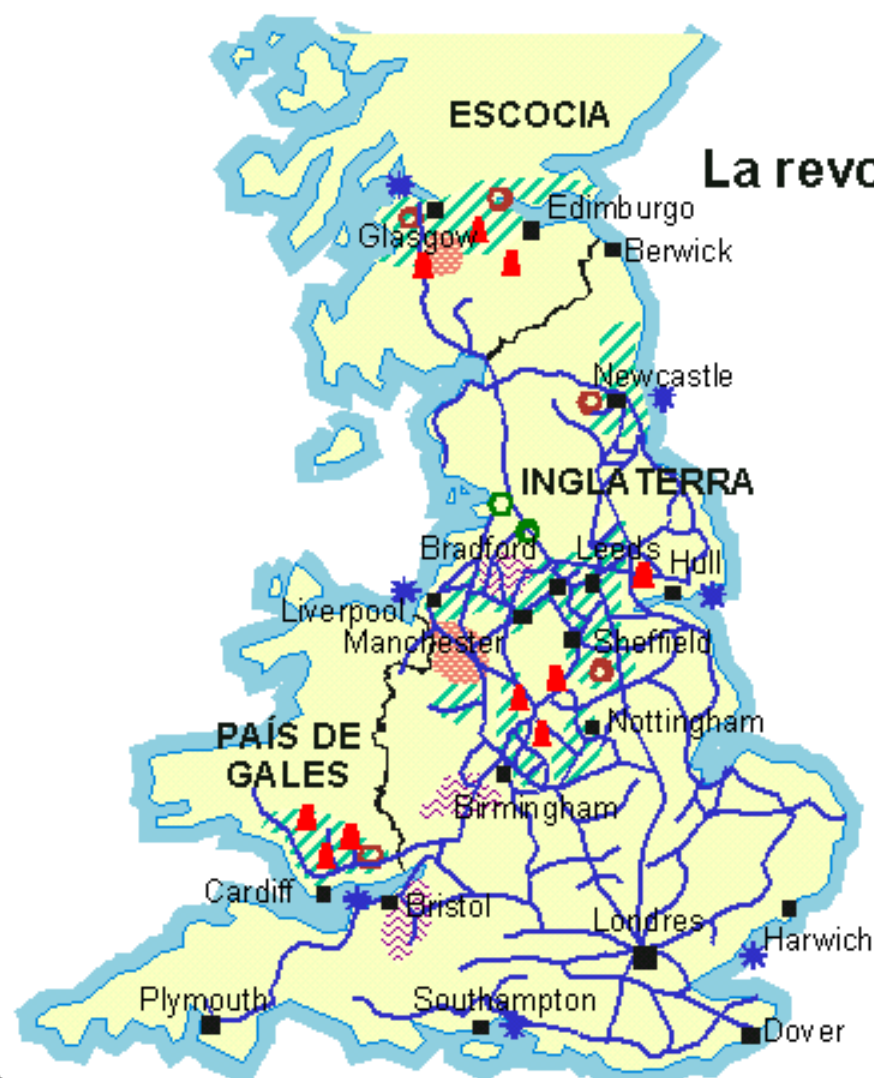 ESCOCIA
La revo
Edimburgo
Glasgow
Berwick
Newcastle
INGLATERRA
Bradford
Leeds
Hull
Liverpool
Manchester
Sheffield
PAÍS DE
GALES
Nottingham
Birmingham
Cardiff
Bristol
Londres
Harwich
Plymouth
Southampton
Dover